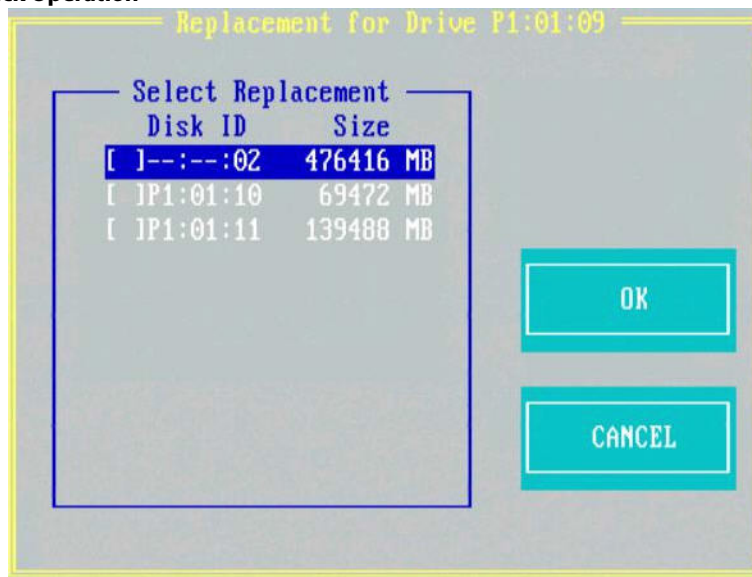 Replacement for Drive P1:01:09
Select Replacement
Disk ID Size
[ ]--:--:02 476416 MB
[ ]P1:01:10 69472 MB
[ ]P1:01:11 139488 MB
OK
CANCEL